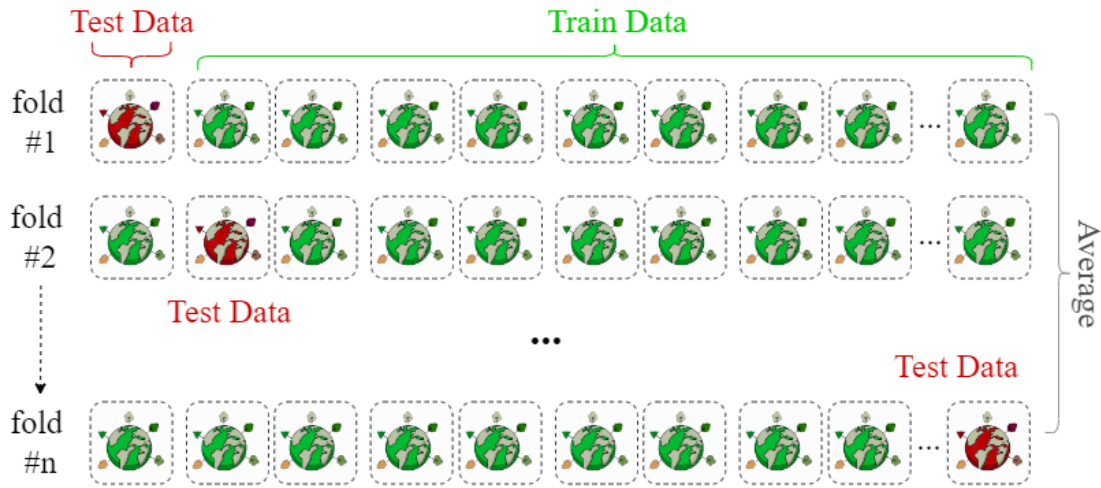 Test Data
Train Data
fold
#1
...
fold
#2
...
Test Data
...
Average
Test Data
fold
#n
...